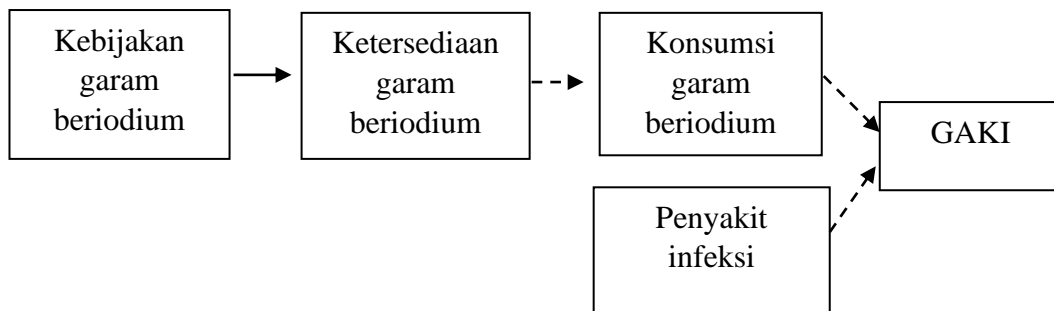 Kebijakan
garam
beriodium
Ketersediaan
garam
beriodium
Konsumsi
garam
beriodium
GAKI
Penyakit
infeksi